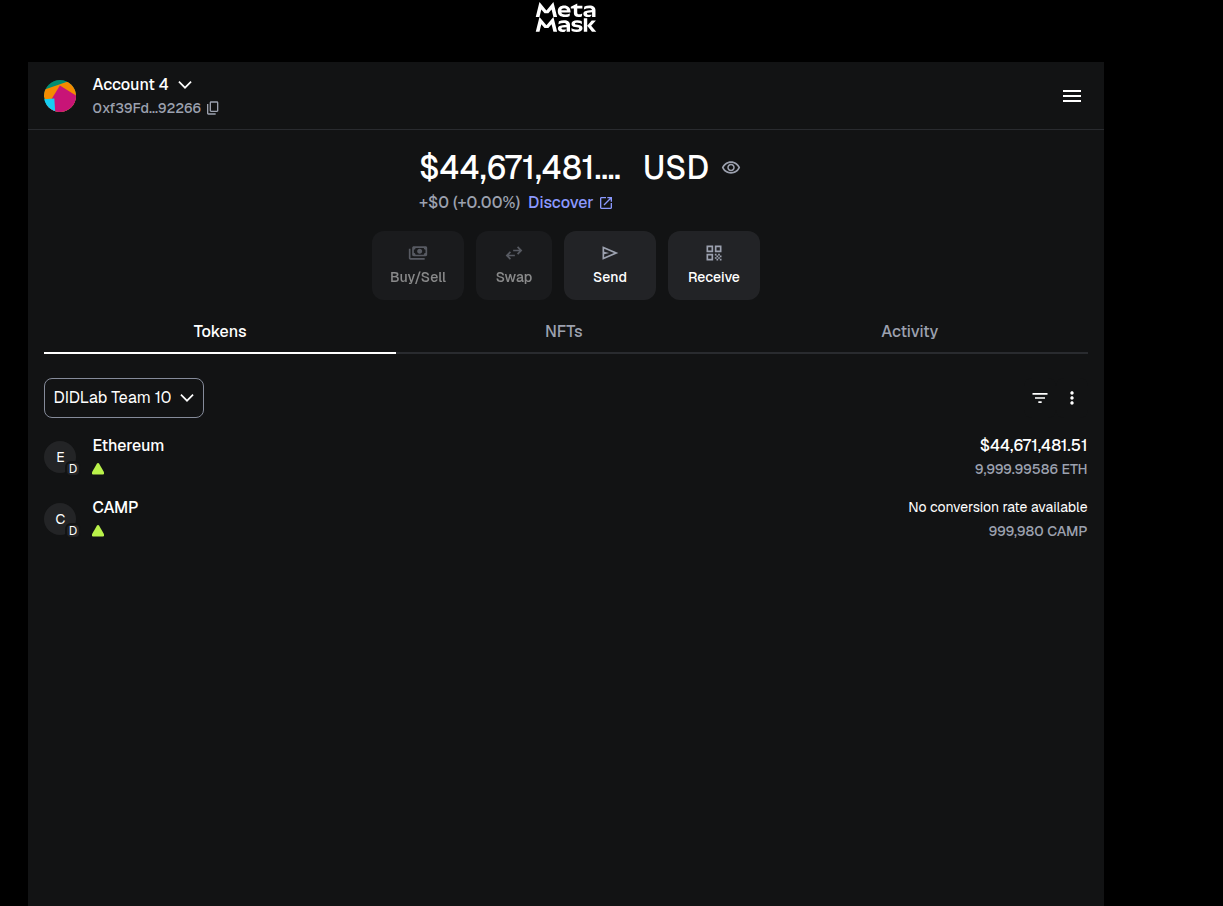 Meta
Mask
Account 4
0xf39Fd...92266
$44,671,481.... USD
+$0 (+0.00%) Discover
Buy/Sell
Swap
Send
Receive
Tokens
NFTs
Activity
DIDLab Team 10
E
D
Ethereum
$44,671,481.51
9,999.99586 ETH
C
D
CAMP
No conversion rate available
999,980 CAMP